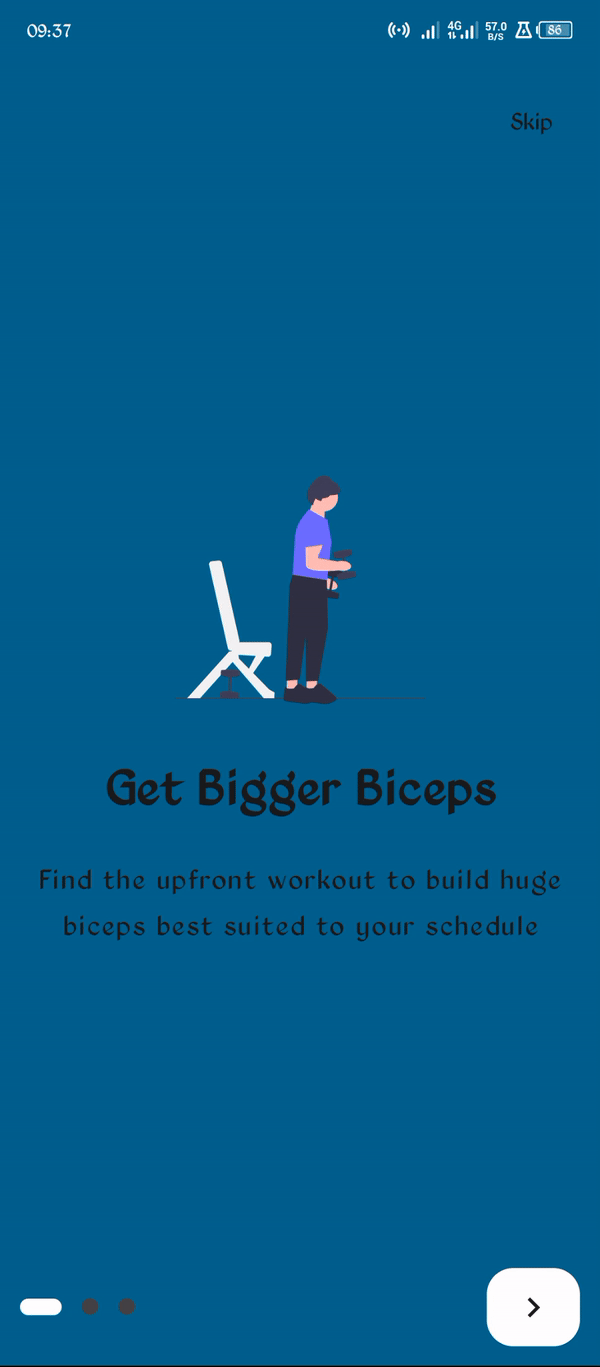 09:37
4G
57.0
B/S
86
Skip
Get Bigger Biceps
Find the upfront workout to build huge
biceps best suited to your schedule